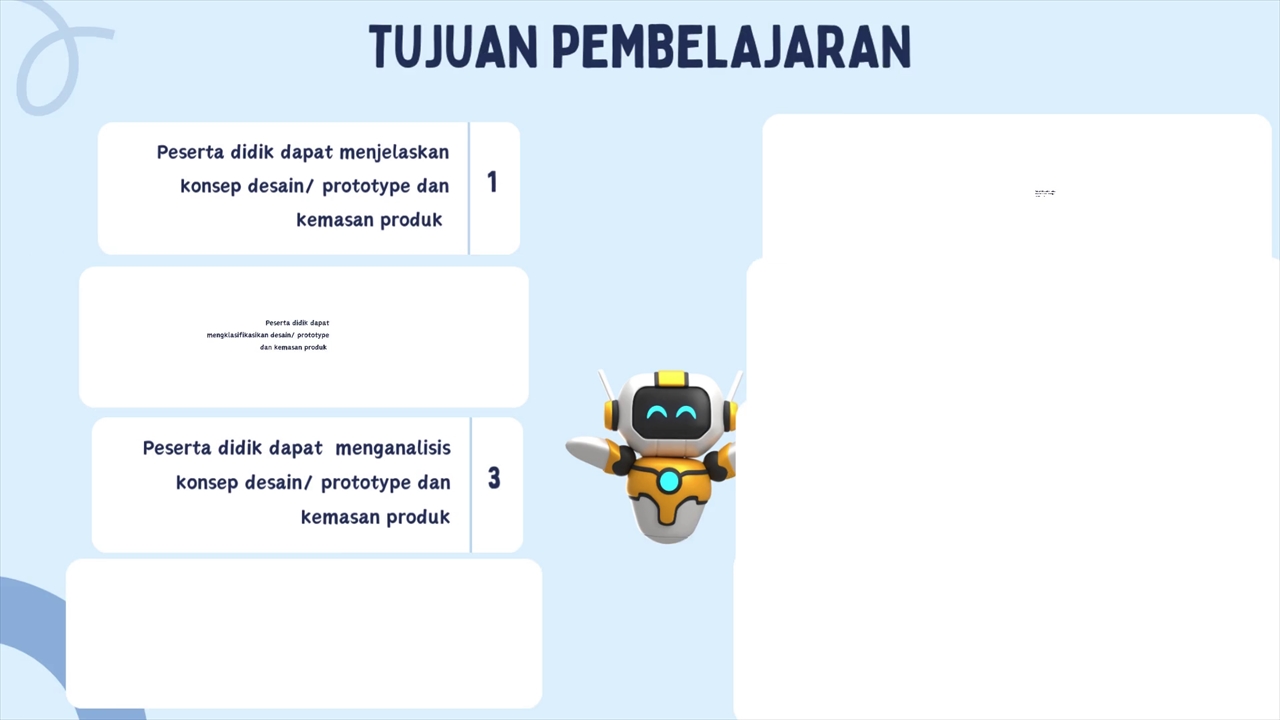 TUJUAN PEMBELAJARAN
Peserta didik dapat menjelaskan
konsep desain/ prototype dan
kemasan produk
1
Peserta didik dapat
mengklasifikasikan desain/ prototype
dan kemasan produk
Peserta didik dapat menganalisis
konsep desain/ prototype dan
kemasan produk
3